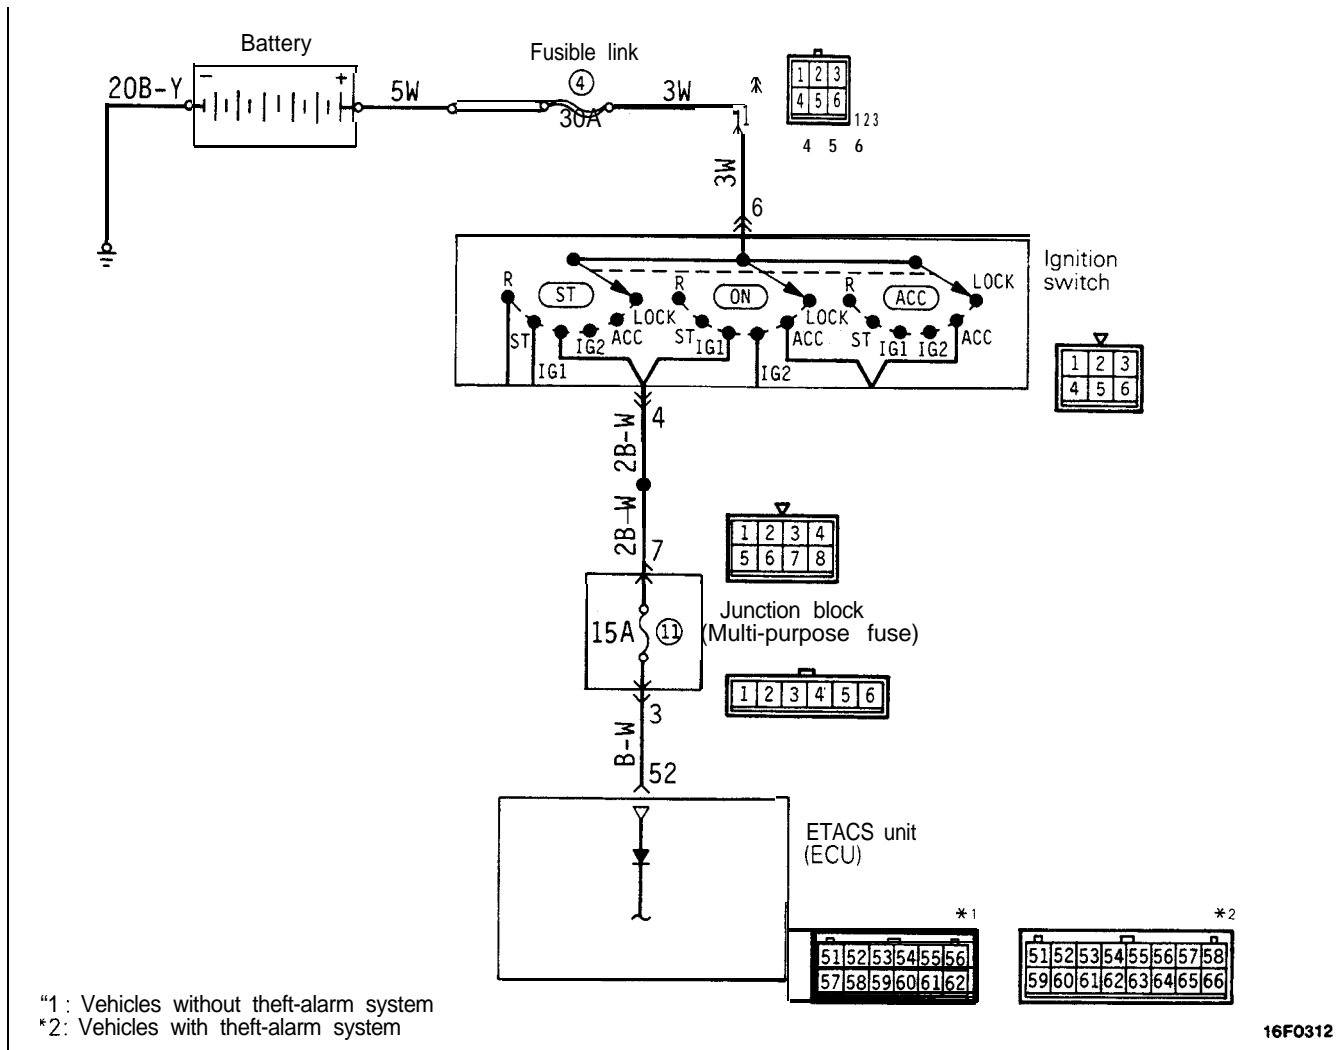 Battery
Fusible link
20B-Y
-
+
5W
4
30A
3W
1
1 2 3
4 5 6
1 2 3
4 5 6
3W
6
Ignition
switch
R
ST
LOCK
ST
IG1
IG2
ACC
R
ON
LOCK
ST
IG1
IG2
ACC
R
ACC
LOCK
ST
IG1
IG2
ACC
1 2 3
4 5 6
4
2B-W
2B-W
7
1 2 3 4
5 6 7 8
15A
11
Junction block
(Multi-purpose fuse)
1 2 3 4 5 6
3
B-W
52
ETACS unit
(ECU)
*1
51 52 53 54 55 56
57 58 59 60 61 62
*2
51 52 53 54 55 56 57 58
59 60 61 62 63 64 65 66
“1: Vehicles without theft-alarm system
*2: Vehicles with theft-alarm system
16F0312